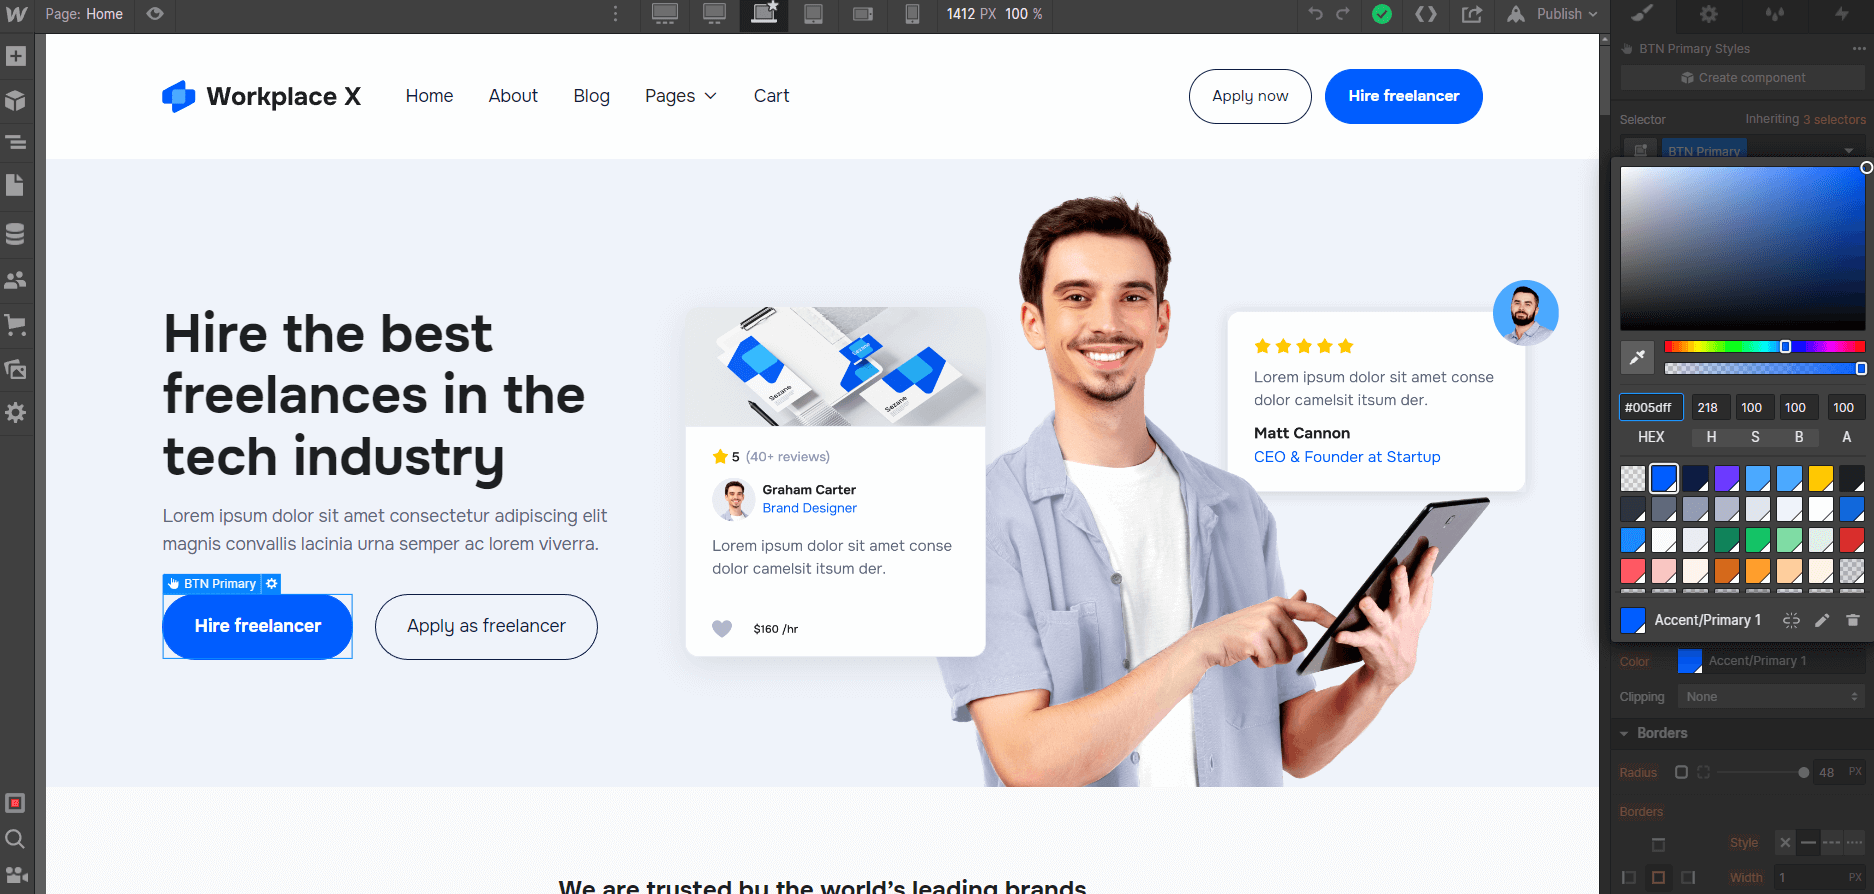 Page: Home
1412 PX 100 %
Publish
BTN Primary Styles
Create component
Selector
Inheriting 3 selectors
BTN Primary
Workplace X
Home
About
Blog
Pages
Cart
Apply now
Hire freelancer
Hire the best
freelances in the
tech industry
Lorem ipsum dolor sit amet consectetur adipiscing elit
magnis convallis lacinia urna semper ac lorem viverra.
BTN Primary
Hire freelancer
Apply as freelancer
Sezane
Sezane
Sezane
5 (40+ reviews)
Graham Carter
Brand Designer
Lorem ipsum dolor sit amet conse
dolor camelsit itsum der.
$160 /hr
Lorem ipsum dolor sit amet conse
dolor camelsit itsum der.
Matt Cannon
CEO & Founder at Startup
We are trusted by the world's leading brands
#005dff 218 100 100 100
HEX H S B A
Accent/Primary 1
Color Accent/Primary 1
Clipping None
Borders
Radius 48 PX
Borders
Style
Width 1 PX